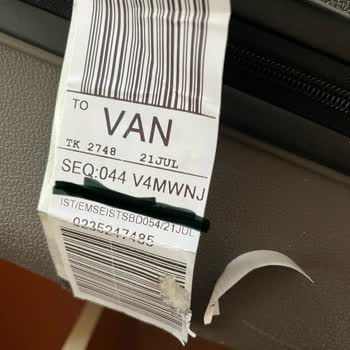 TO
VAN
TK 2748 21JUL
SEQ:044 V4MWNJ
IST/EMSEISTSBD054/21JUL
0235247485